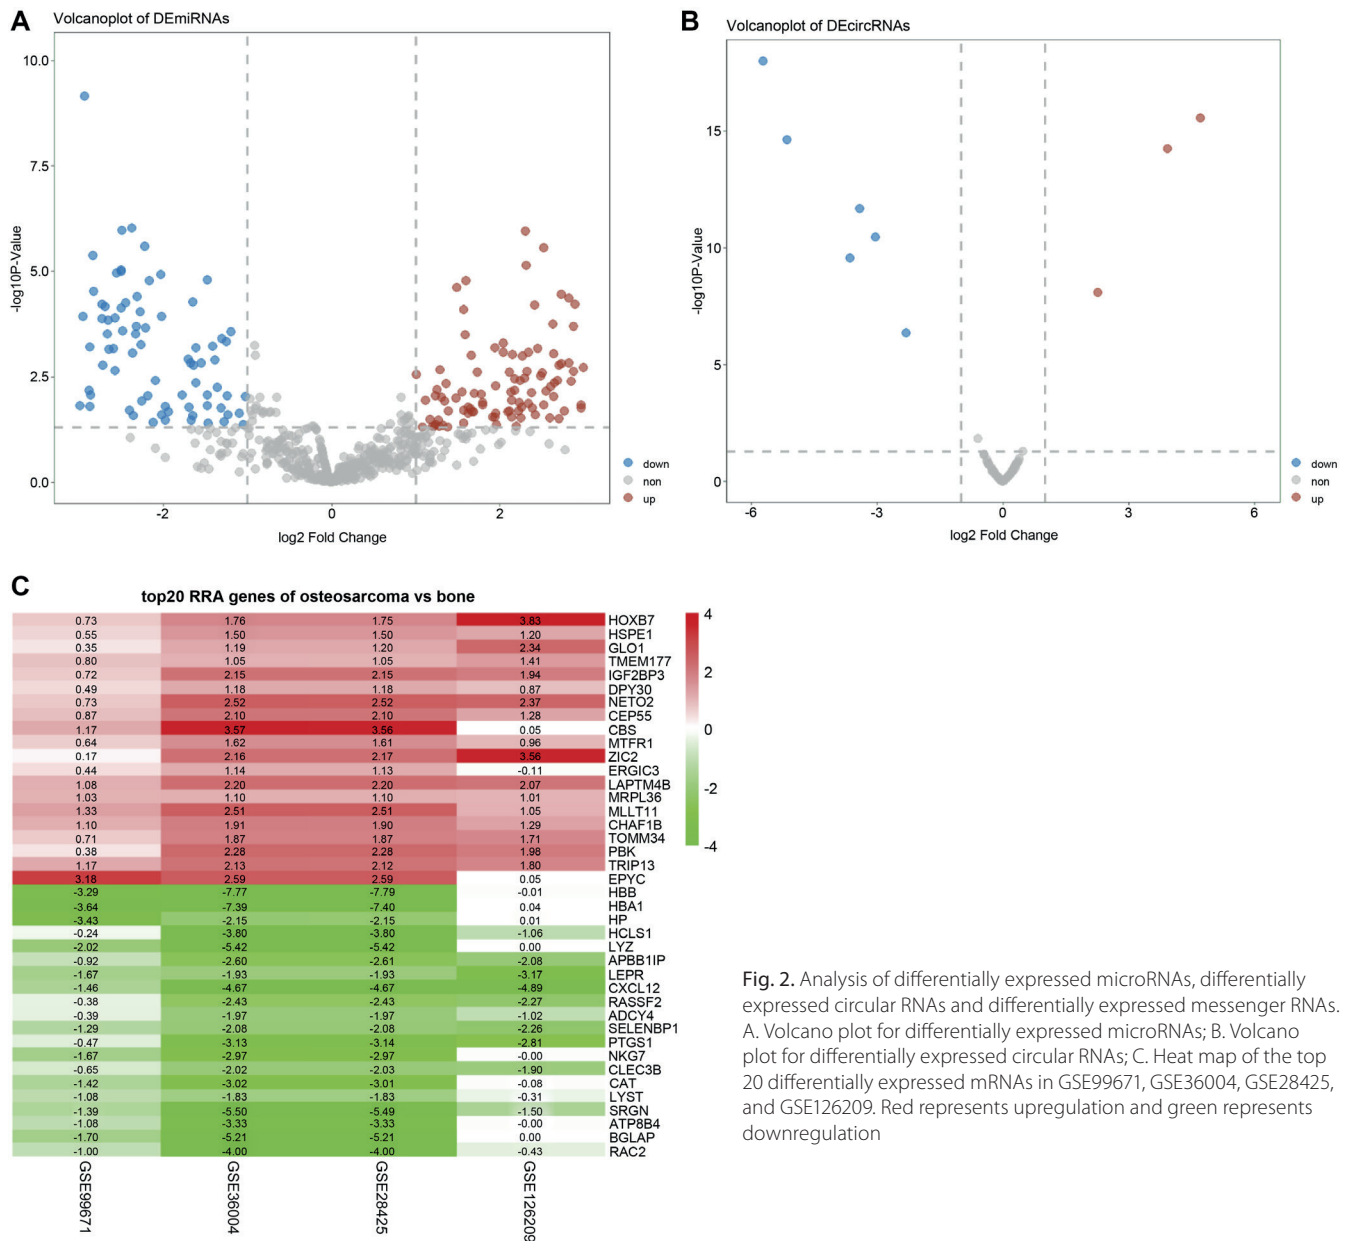 A
Volcanoplot of DEmiRNAs
10.0
7.5
5.0
2.5
0.0
-log10P-Value
-2
0
2
log2 Fold Change
down
non
up
B
Volcanoplot of DEcircRNAs
15
10
5
0
-log10P-Value
-6
-3
0
3
6
log2 Fold Change
down
non
up
C
top20 RRA genes of osteosarcoma vs bone
0.73 1.76 1.75 3.83 HOXB7
0.55 1.50 1.50 1.20 HSPE1
0.35 1.19 1.20 2.34 GLO1
0.80 1.05 1.05 1.41 TMEM177
0.72 2.15 2.15 1.94 IGF2BP3
0.49 1.18 1.18 0.87 DPY30
0.73 2.52 2.52 2.37 NETO2
0.87 2.10 2.10 1.28 CEP55
1.17 3.57 3.56 0.05 CBS
0.64 1.62 1.61 0.96 MTFR1
0.17 2.16 2.17 3.56 ZIC2
0.44 1.14 1.13 -0.11 ERGIC3
1.08 2.20 2.20 2.07 LAPTM4B
1.03 1.10 1.10 1.01 MRPL36
1.33 2.51 2.51 1.05 MLLT11
1.10 1.91 1.90 1.29 CHAF1B
0.71 1.87 1.87 1.71 TOMM34
0.38 2.28 2.28 1.98 PBK
1.17 2.13 2.12 1.80 TRIP13
3.18 2.59 2.59 0.05 EPYC
-3.29 -7.77 -7.79 -0.01 HBB
-3.64 -7.39 -7.40 0.04 HBA1
-3.43 -2.15 -2.15 0.01 HP
-0.24 -3.80 -3.80 -1.06 HCLS1
-2.02 -5.42 -5.42 0.00 LYZ
-0.92 -2.60 -2.61 -2.08 APBB1IP
-1.67 -1.93 -1.93 -3.17 LEPR
-1.46 -4.67 -4.67 -4.89 CXCL12
-0.38 -2.43 -2.43 -2.27 RASSF2
-0.39 -1.97 -1.97 -1.02 ADCY4
-1.29 -2.08 -2.08 -2.26 SELENBP1
-0.47 -3.13 -3.14 -2.81 PTGS1
-1.67 -2.97 -2.97 -0.00 NKG7
-0.65 -2.02 -2.03 -1.90 CLEC3B
-1.42 -3.02 -3.01 -0.08 CAT
-1.08 -1.83 -1.83 -0.31 LYST
-1.39 -5.50 -5.49 -1.50 SRGN
-1.08 -3.33 -3.33 -0.00 ATP8B4
-1.70 -5.21 -5.21 0.00 BGLAP
-1.00 -4.00 -4.00 -0.43 RAC2
GSE99671
GSE36004
GSE28425
GSE126209
4
2
0
-2
-4
Fig. 2. Analysis of differentially expressed microRNAs, differentially
expressed circular RNAs and differentially expressed messenger RNAs.
A. Volcano plot for differentially expressed microRNAs; B. Volcano
plot for differentially expressed circular RNAs; C. Heat map of the top
20 differentially expressed mRNAs in GSE99671, GSE36004, GSE28425,
and GSE126209. Red represents upregulation and green represents
downregulation